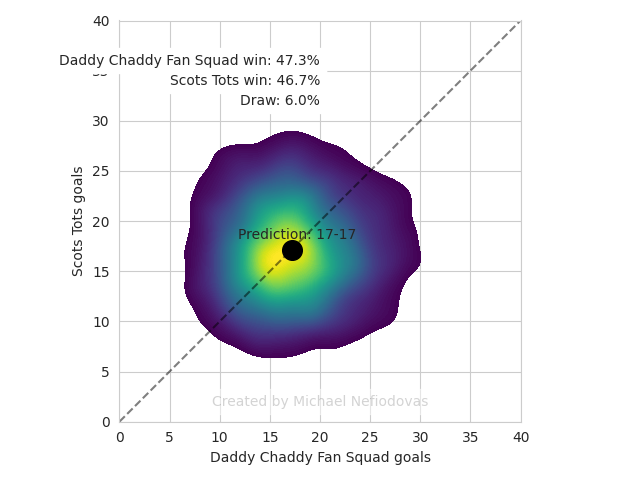 40
Daddy Chaddy Fan Squad win: 47.3%
Scots Tots win: 46.7%
Draw: 6.0%
30
25
20
15
10
5
0
Scots Tots goals
Prediction: 17-17
Created by Michael Nefiodovas
0 5 10 15 20 25 30 35 40
Daddy Chaddy Fan Squad goals